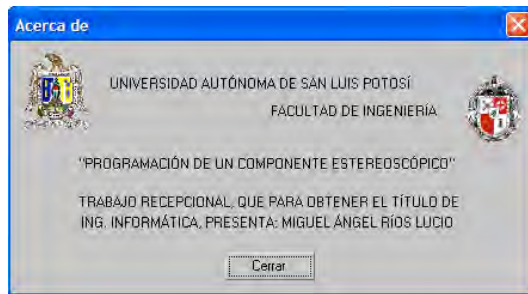 Acerca de
UNIVERSIDAD AUTÓNOMA DE SAN LUIS POTOSÍ
FACULTAD DE INGENIERÍA
"PROGRAMACIÓN DE UN COMPONENTE ESTEREOSCÓPICO"
TRABAJO RECEPCIONAL, QUE PARA OBTENER EL TÍTULO DE
ING. INFORMÁTICA, PRESENTA: MIGUEL ÁNGEL RÍOS LUCIO
Cerrar